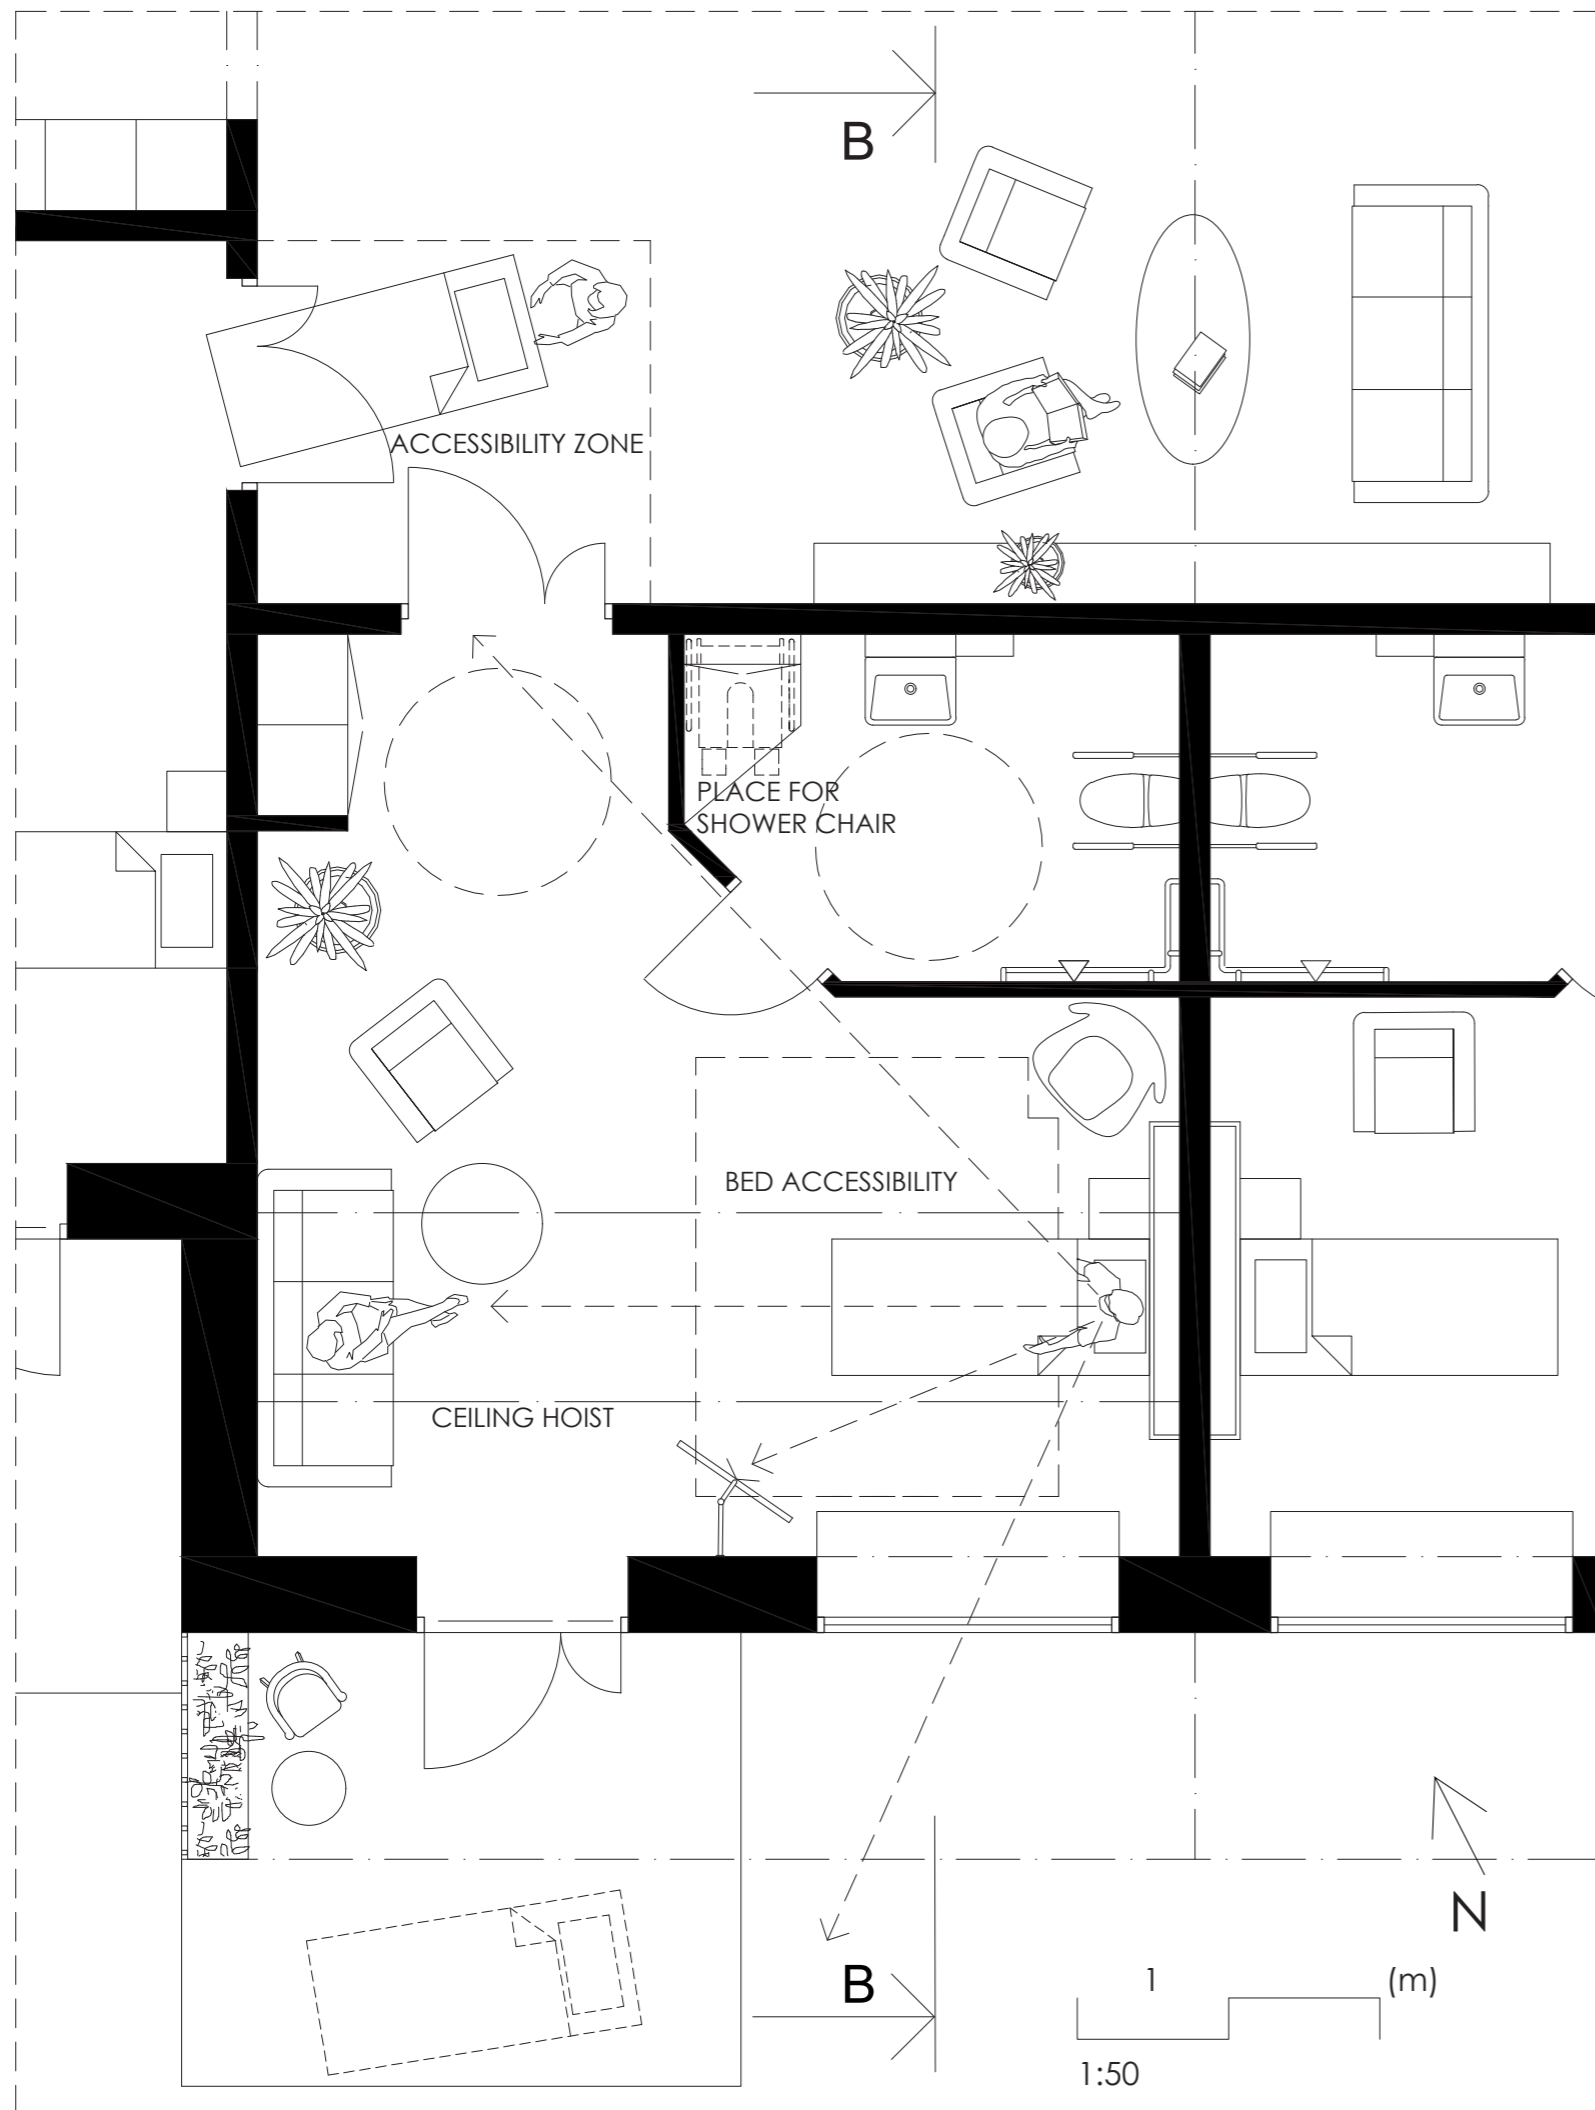 B
ACCESSIBILITY ZONE
PLACE FOR
SHOWER CHAIR
BED ACCESSIBILITY
CEILING HOIST
N
B
1 (m)
1:50